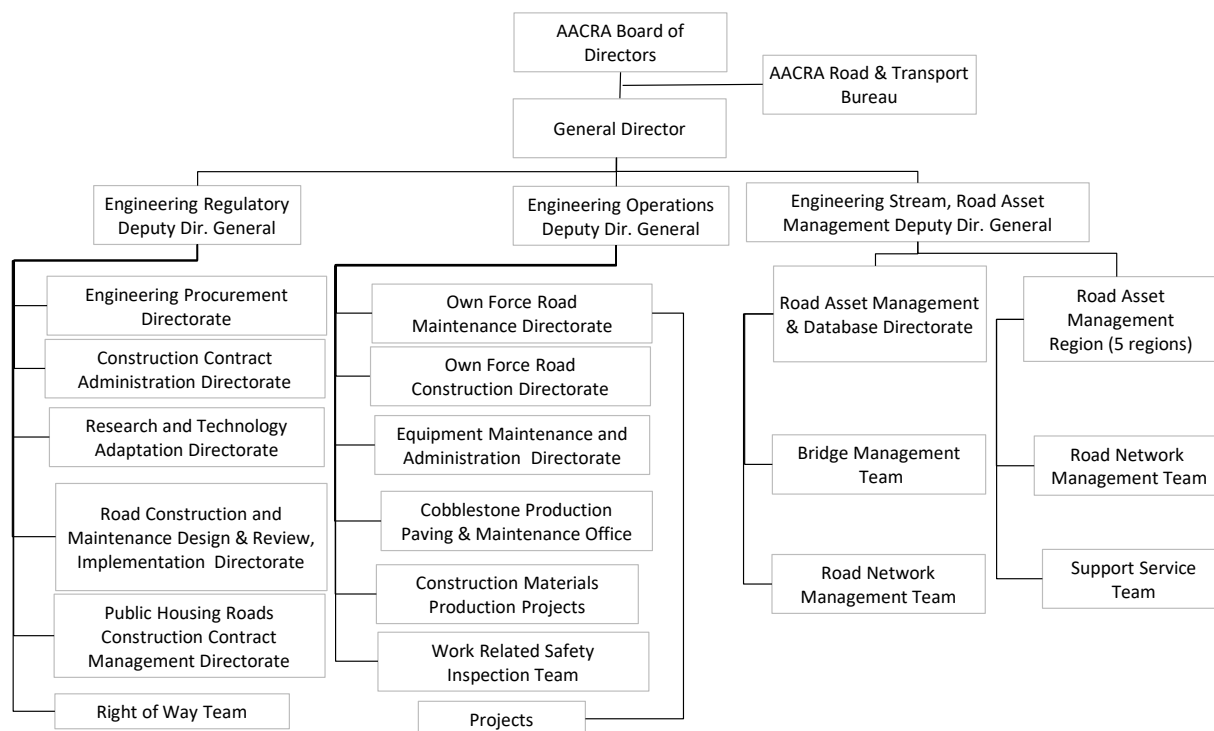 AACRA Board of
Directors
AACRA Road & Transport
Bureau
General Director
Engineering Regulatory
Deputy Dir. General
Engineering Operations
Deputy Dir. General
Engineering Stream, Road Asset
Management Deputy Dir. General
Engineering Procurement
Directorate
Construction Contract
Administration Directorate
Research and Technology
Adaptation Directorate
Road Construction and
Maintenance Design & Review,
Implementation Directorate
Public Housing Roads
Construction Contract
Management Directorate
Right of Way Team
Own Force Road
Maintenance Directorate
Own Force Road
Construction Directorate
Equipment Maintenance and
Administration Directorate
Cobblestone Production
Paving & Maintenance Office
Construction Materials
Production Projects
Work Related Safety
Inspection Team
Projects
Road Asset Management
& Database Directorate
Bridge Management
Team
Road Network
Management Team
Road Asset
Management
Region (5 regions)
Road Network
Management Team
Support Service
Team